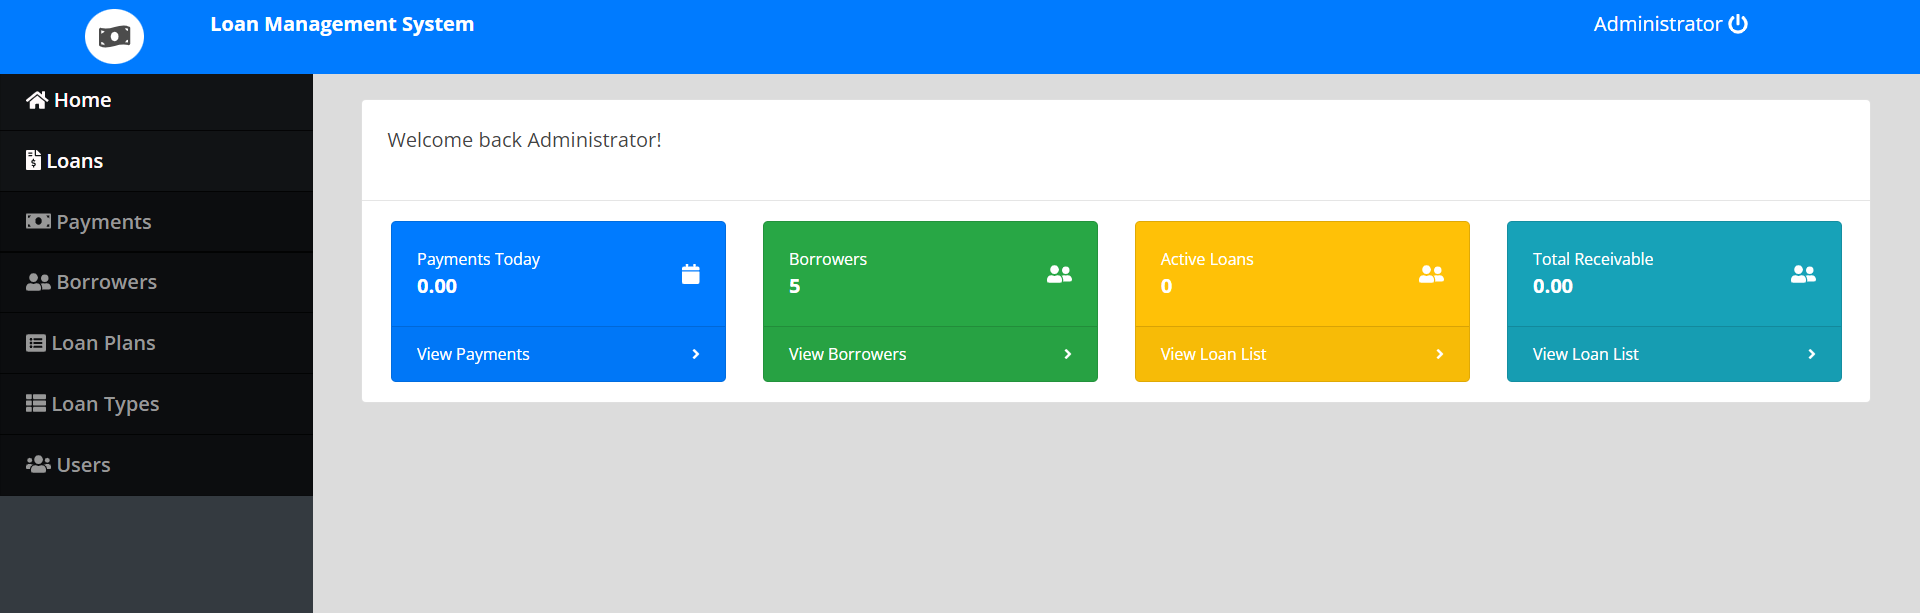 Loan Management System
Administrator
Home
Loans
Payments
Borrowers
Loan Plans
Loan Types
Users
Welcome back Administrator!
Payments Today
0.00
View Payments
Borrowers
5
View Borrowers
Active Loans
0
View Loan List
Total Receivable
0.00
View Loan List